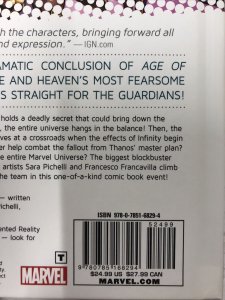 h the characters, bringing forward all
nd expression." — IGN.com
AMATIC CONCLUSION OF AGE OF
E AND HEAVEN'S MOST FEARSOME
S STRAIGHT FOR THE GUARDIANS!
holds a deadly secret that could bring down the
, the entire universe hangs in the balance! Then, the
ves at a crossroads when the effects of Infinity begin
er help combat the fallout from Thanos' master plan?
e entire Marvel Universe? The biggest blockbuster
artists Sara Pichelli and Francesco Francavilla climb
the team in this one-of-a-kind comic book event!
— written
ichelli,
ented Reality
— look for
T
MARVEL
ISBN 978-0-7851-6829-4
52499
9 780785 168294
$24.99 US $27.99 CAN
MARVEL.COM